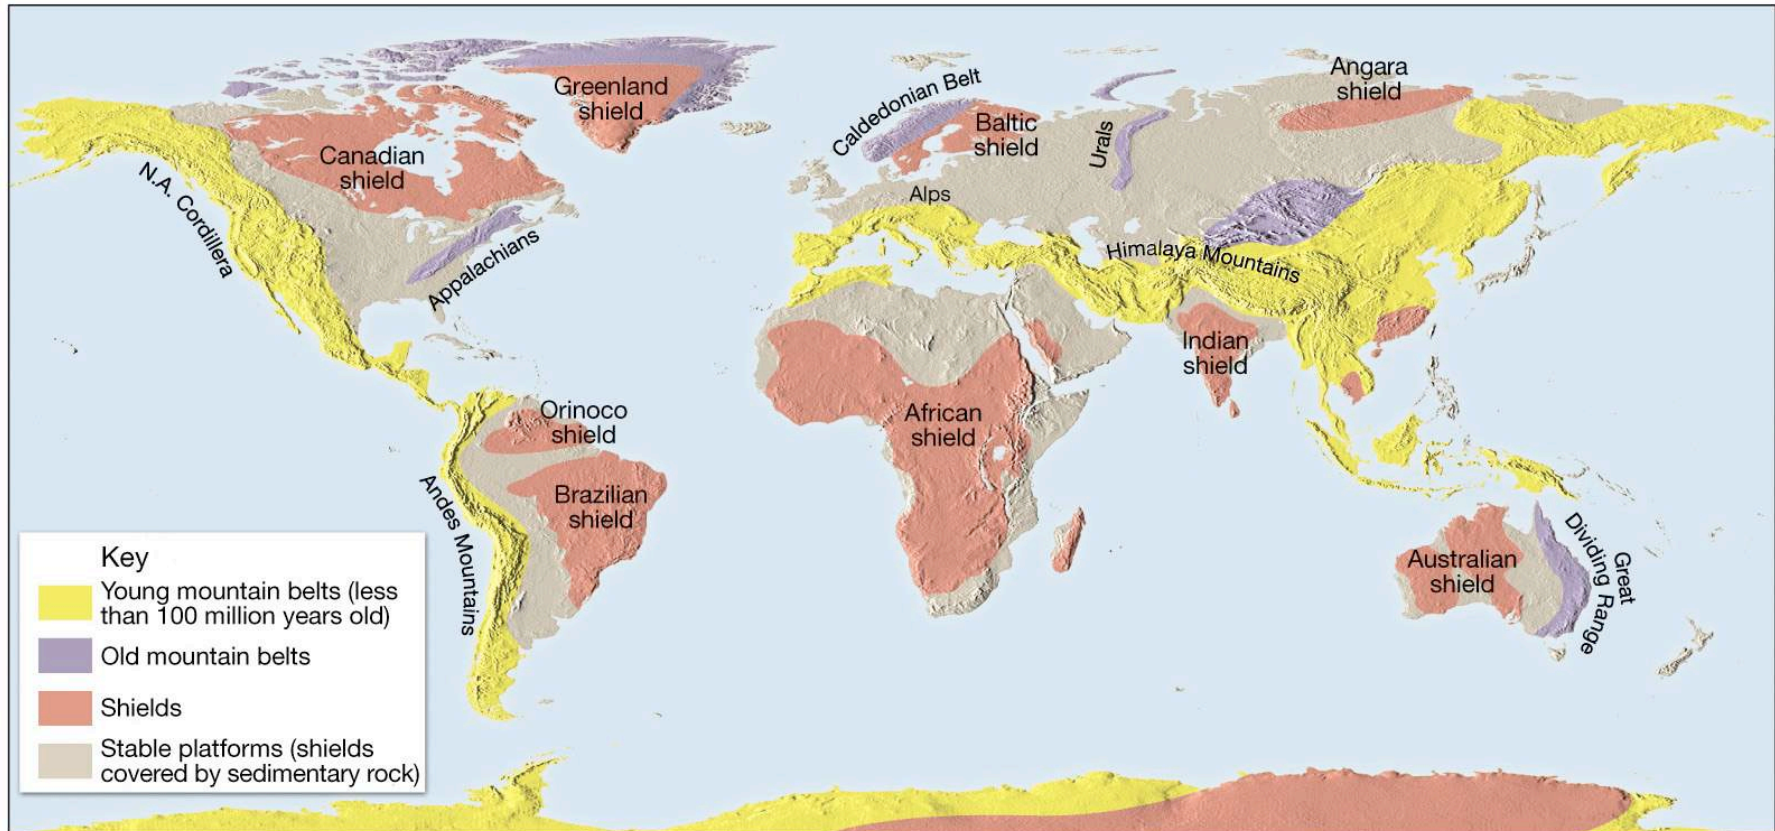 Greenland
shield
Canadian
shield
N.A. Cordillera
Appalachians
Caldedonian Belt
Baltic
shield
Urals
Angara
shield
Alps
Himalaya Mountains
Indian
shield
African
shield
Orinoco
shield
Brazilian
shield
Andes Mountains
Australian
shield
Great
Dividing Range
Key
Young mountain belts (less
than 100 million years old)
Old mountain belts
Shields
Stable platforms (shields
covered by sedimentary rock)